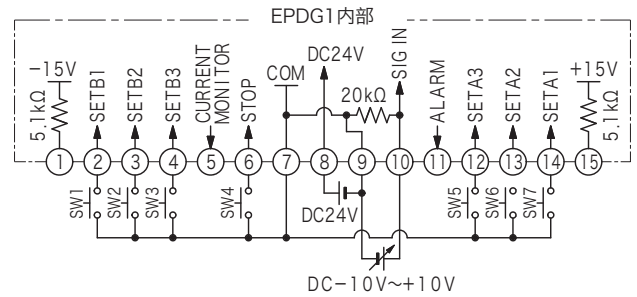 EPDG1内部
-15V
5.1kΩ
SETB1
SETB2
SETB3
CURRENT
MONITOR
STOP
COM
DC24V
20kΩ
SIG IN
ALARM
SETA3
SETA2
SETA1
+15V
5.1kΩ
1 2 3 4 5 6 7 8 9 10 11 12 13 14 15
SW1
SW2
SW3
SW4
DC24V
SW5
SW6
SW7
DC-10V~+10V